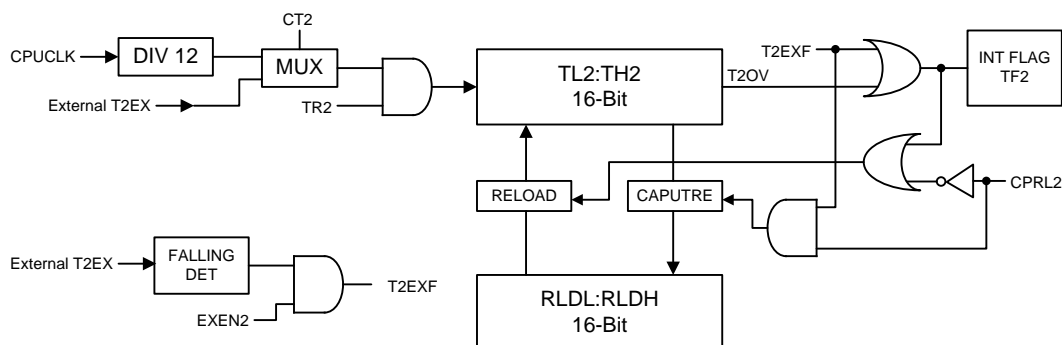 CT2
CPUCLK
DIV 12
MUX
External T2EX
TR2
TL2:TH2
16-Bit
T2EXF
T2OV
INT FLAG
TF2
RELOAD
CAPUTRE
CPRL2
External T2EX
FALLING
DET
EXEN2
T2EXF
RLDL:RLDH
16-Bit